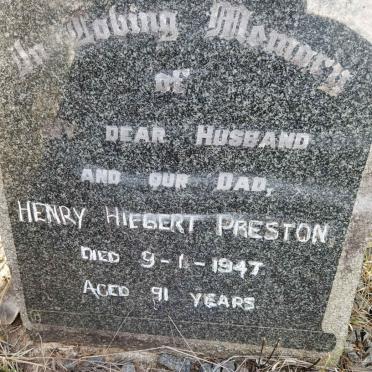 In Loving Memory
of
My DEAR HUSBAND
AND OUR DAD,
HENRY HIEBERT PRESTON
DIED 9-1-1947
AGED 91 YEARS